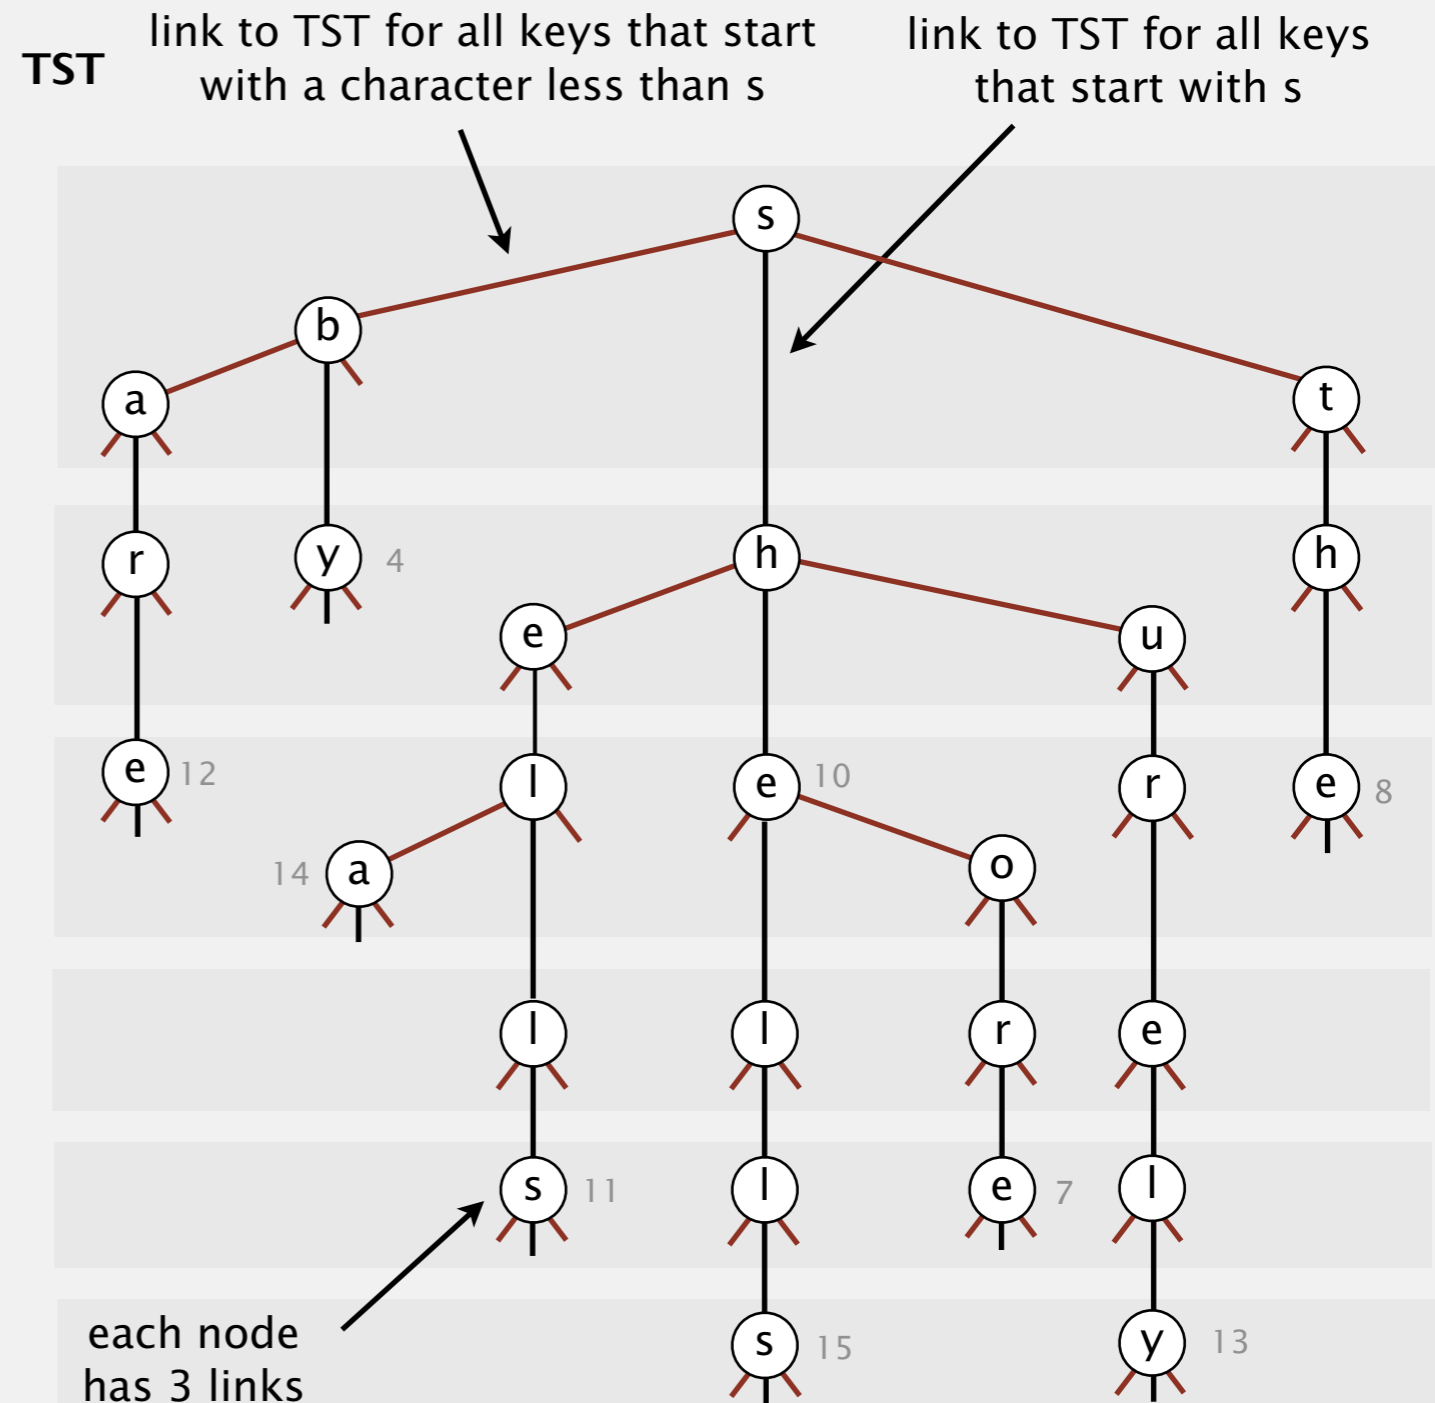 link to TST for all keys that start
with a character less than s
link to TST for all keys
that start with s
TST
s
b
a
t
r
y 4
h
h
e
u
e 12
l
e 10
r
e 8
14 a
o
l
l
r
e
s 11
l
e 7
l
each node
has 3 links
s 15
y 13